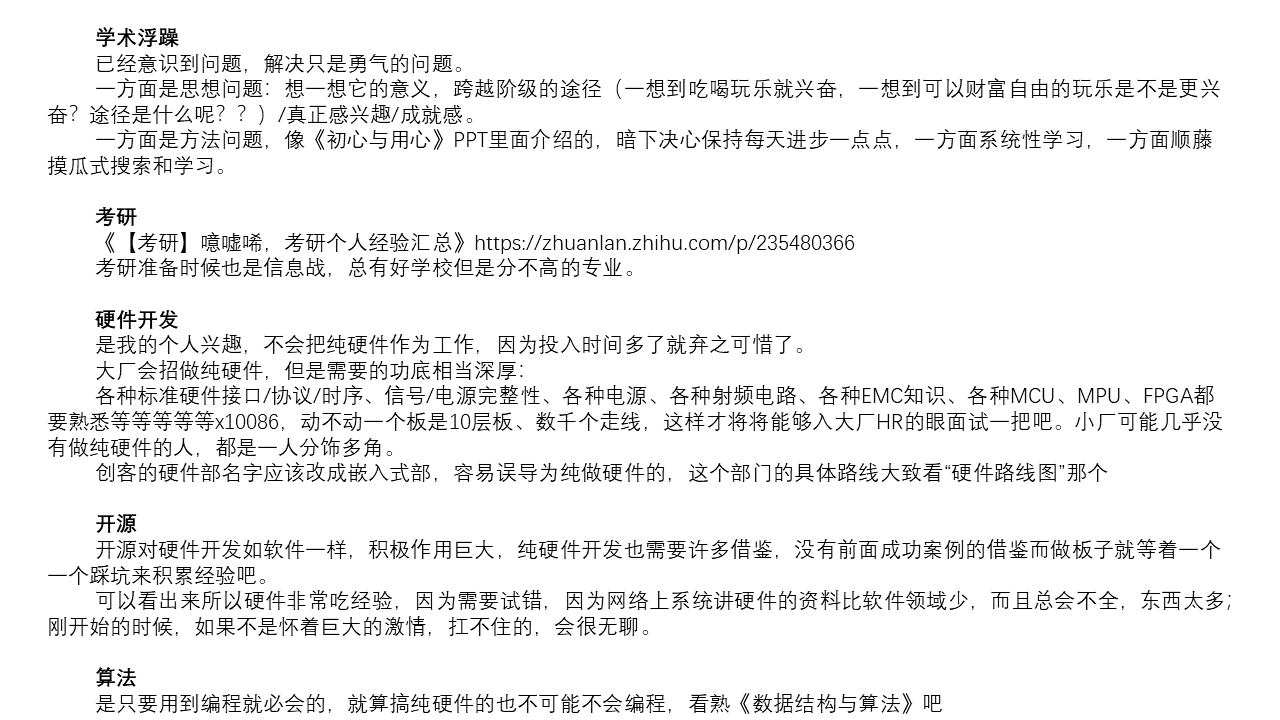 学术浮躁
已经意识到问题，解决只是勇气的问题。
一方面是思想问题：想一想它的意义，跨越阶级的途径（一想到吃喝玩乐就兴奋，一想到可以财富自由的玩乐是不是更兴
奋？途径是什么呢？？）/真正感兴趣/成就感。
一方面是方法问题，像《初心与用心》PPT里面介绍的，暗下决心保持每天进步一点点，一方面系统性学习，一方面顺藤
摸瓜式搜索和学习。
考研
《【考研】噫嘘唏，考研个人经验汇总》https://zhuanlan.zhihu.com/p/235480366
考研准备时候也是信息战，总有好学校但是分不高的专业。
硬件开发
是我的个人兴趣，不会把纯硬件作为工作，因为投入时间多了就弃之可惜了。
大厂会招做纯硬件，但是需要的功底相当深厚：
各种标准硬件接口/协议/时序、信号/电源完整性、各种电源、各种射频电路、各种EMC知识、各种MCU、MPU、FPGA都
要熟悉等等等等等x10086，动不动一个板是10层板、数千个走线，这样才将将能够入大厂HR的眼面试一把吧。小厂可能几乎没
有做纯硬件的人，都是一人分饰多角。
创客的硬件部名字应该改成嵌入式部，容易误导为纯做硬件的，这个部门的具体路线大致看“硬件路线图”那个
开源
开源对硬件开发如软件一样，积极作用巨大，纯硬件开发也需要许多借鉴，没有前面成功案例的借鉴而做板子就等着一个
一个踩坑来积累经验吧。
可以看出来所以硬件非常吃经验，因为需要试错，因为网络上系统讲硬件的资料比软件领域少，而且总会不全，东西太多；
刚开始的时候，如果不是怀着巨大的激情，扛不住的，会很无聊。
算法
是只要用到编程就必会的，就算搞纯硬件的也不可能不会编程，看熟《数据结构与算法》吧